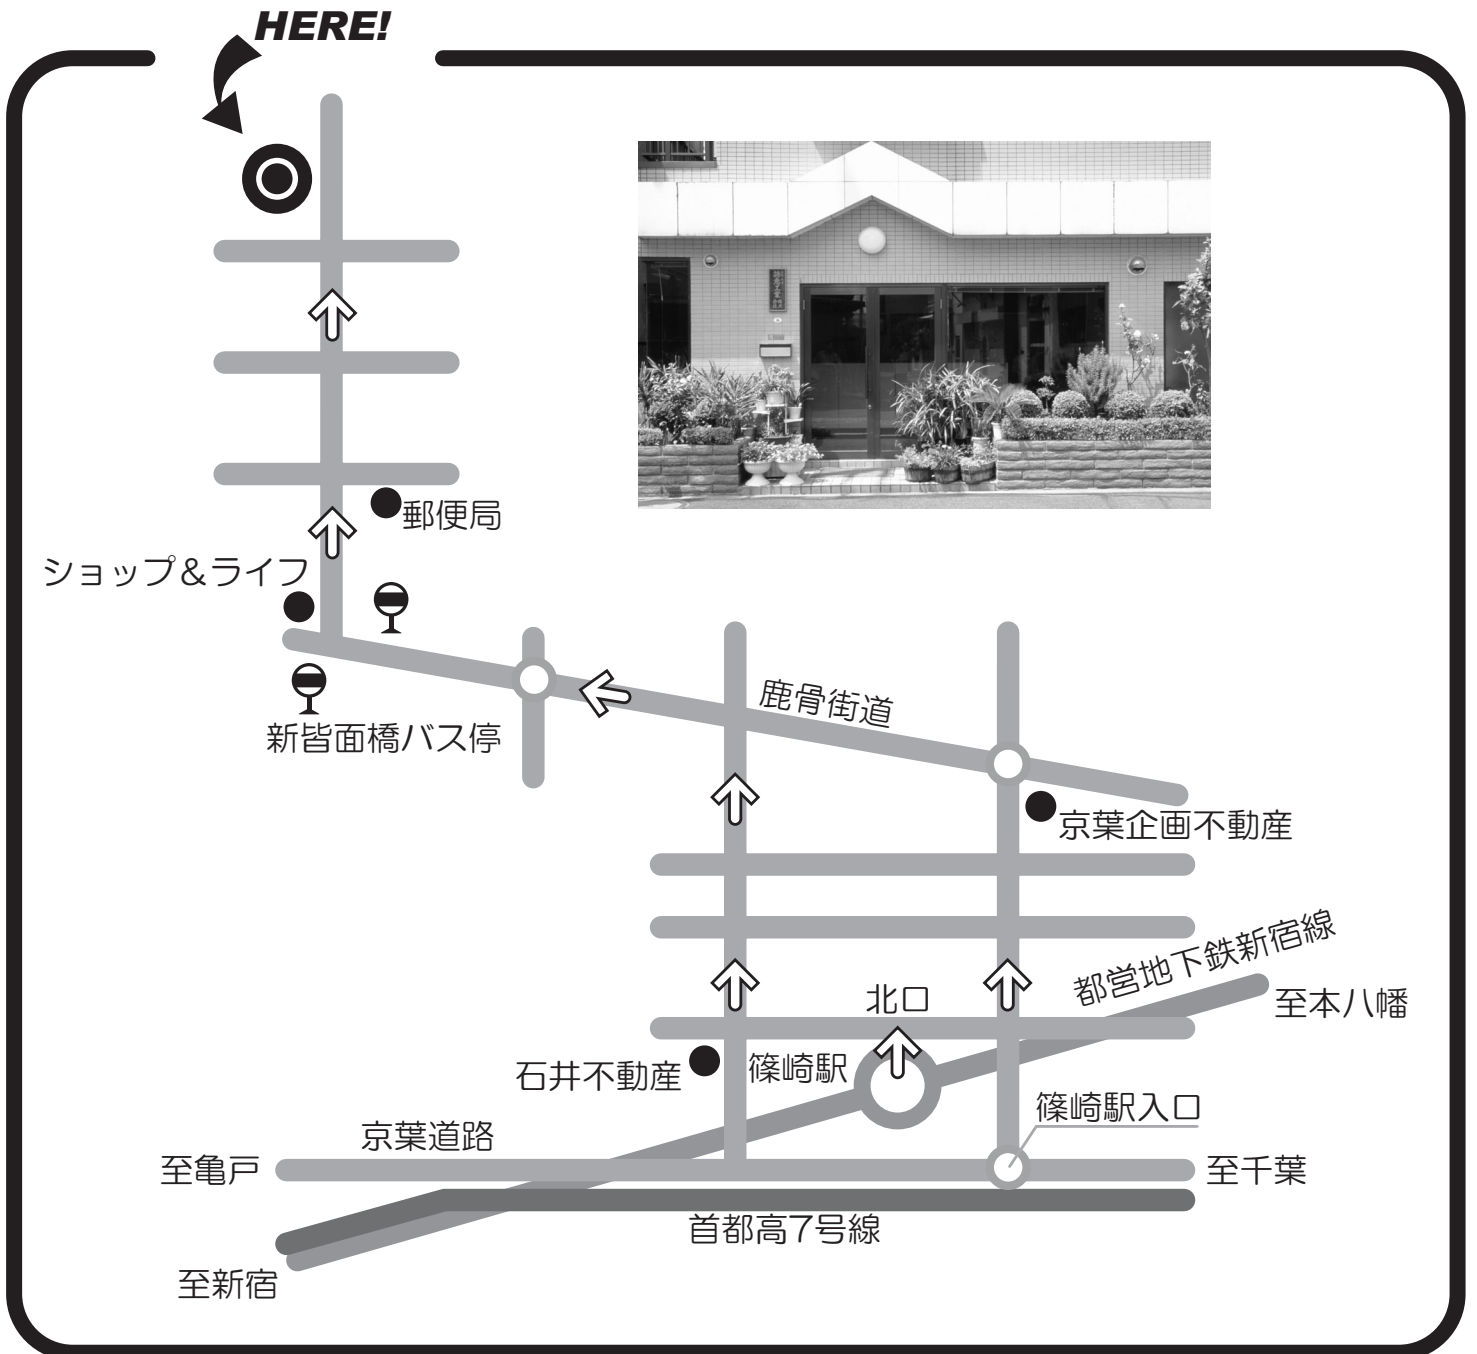 HERE!
郵便局
ショップ＆ライフ
新皆面橋バス停
鹿骨街道
京葉企画不動産
都営地下鉄新宿線
至本八幡
北口
篠崎駅
石井不動産
篠崎駅入口
京葉道路
至亀戸
至千葉
首都高7号線
至新宿